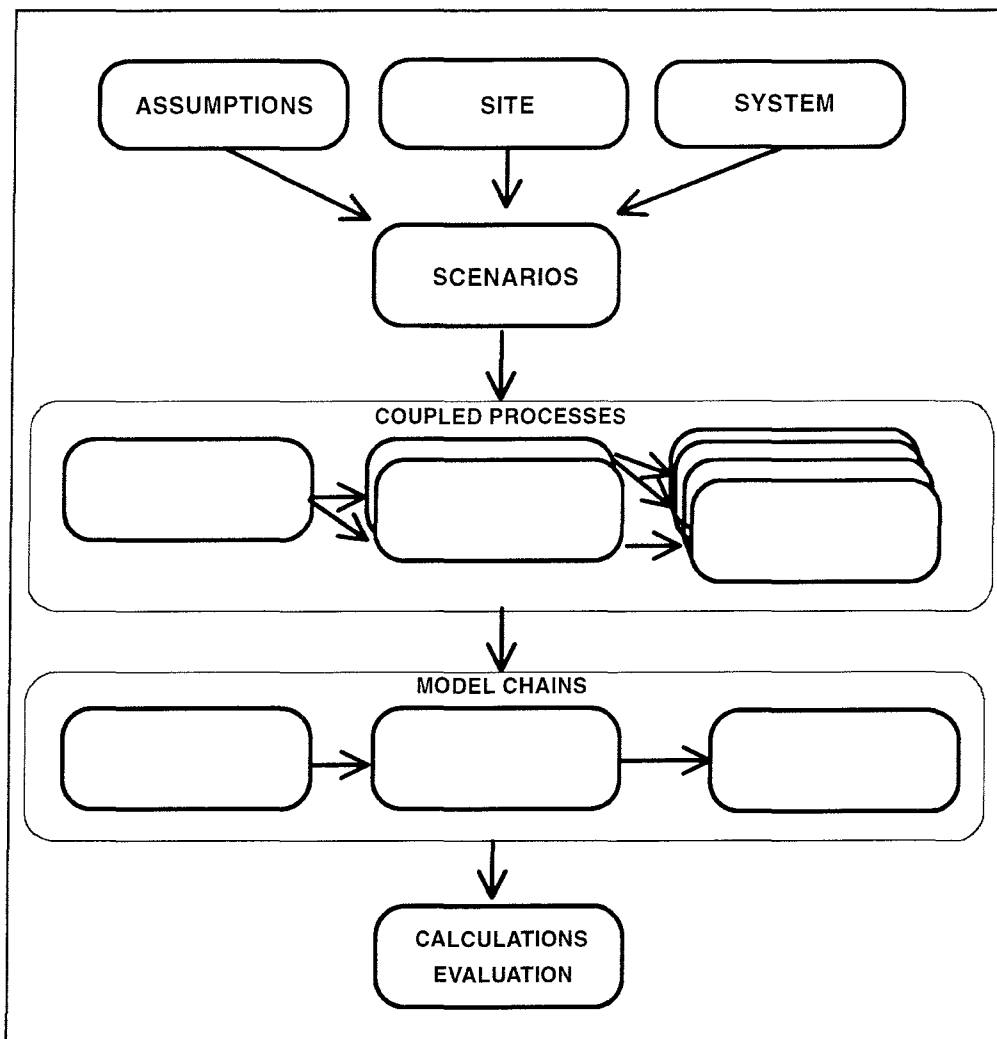 ASSUMPTIONS
SITE
SYSTEM
SCENARIOS
COUPLED PROCESSES
MODEL CHAINS
CALCULATIONS
EVALUATION